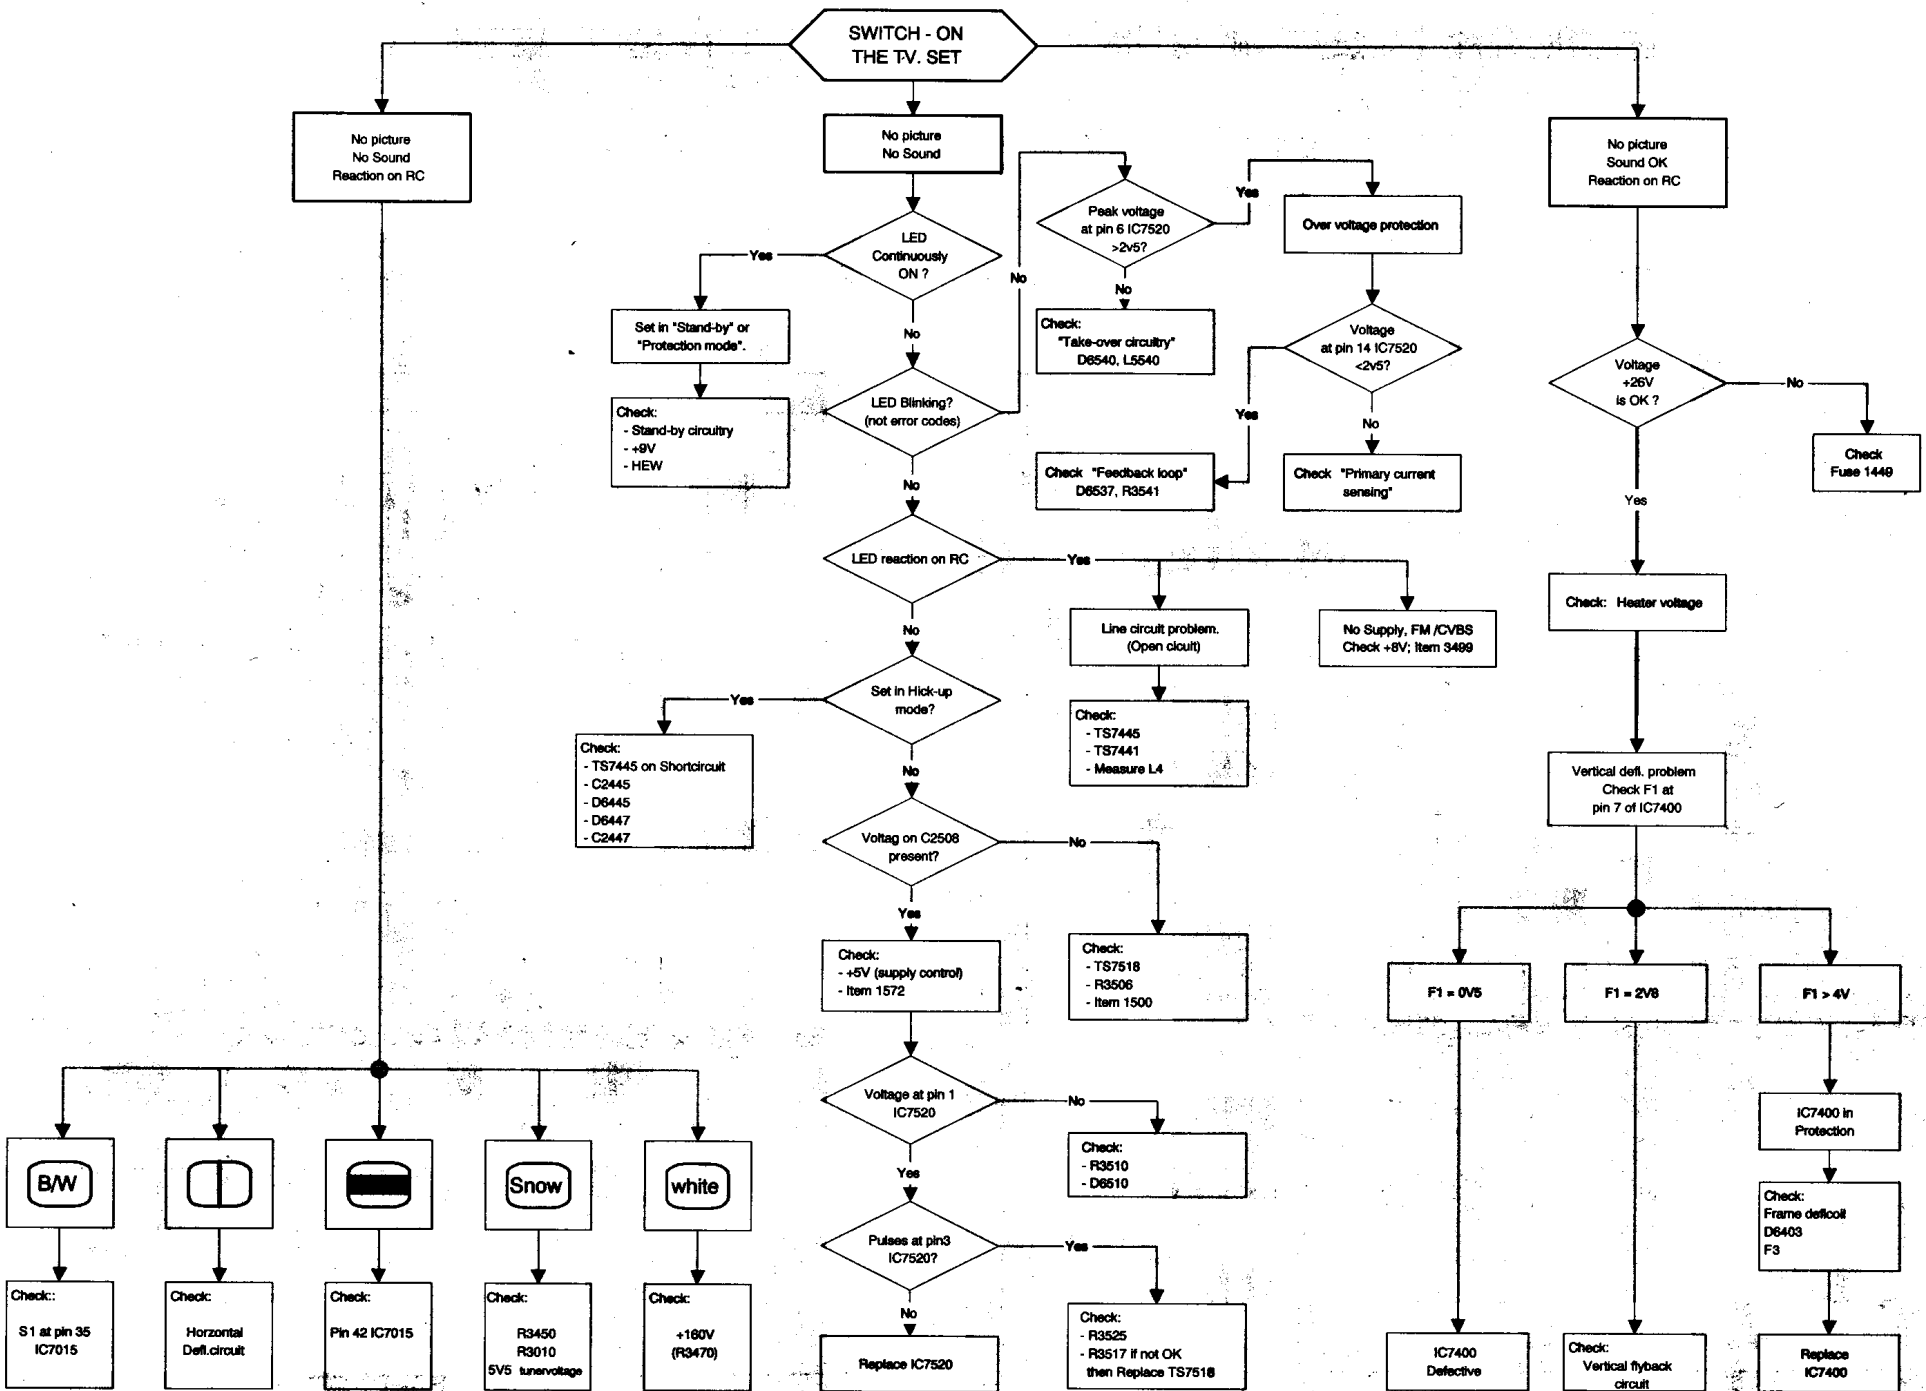 SWITCH - ON
THE T.V. SET
No picture
No Sound
Reaction on RC
No picture
No Sound
No picture
Sound OK
Reaction on RC
LED
Continuously
ON ?
Yes
No
Set in "Stand-by" or
"Protection mode".
Check:
- Stand-by circuitry
- +9V
- HEW
LED Blinking?
(not error codes)
No
No
Peak voltage
at pin 6 IC7520
>2v5?
Yes
No
Over voltage protection
Check:
"Take-over circuitry"
D6540, L5540
Voltage
at pin 14 IC7520
<2v5?
Yes
No
Check "Feedback loop"
D6537, R3541
Check "Primary current
sensing"
Voltage
+26V
is OK ?
No
Yes
Check
Fuse 1449
LED reaction on RC
Yes
No
Line circuit problem.
(Open cicuit)
No Supply, FM /CVBS
Check +8V; Item 3499
Check: Heater voltage
Set in Hick-up
mode?
Yes
No
Check:
- TS7445 on Shortcircuit
- C2445
- D6445
- D6447
- C2447
Check:
- TS7445
- TS7441
- Measure L4
Vertical defl. problem
Check F1 at
pin 7 of IC7400
Voltag on C2508
present?
No
Yes
Check:
- +5V (supply control)
- Item 1572
Check:
- TS7518
- R3506
- Item 1500
F1 = 0V5
F1 = 2V8
F1 > 4V
Voltage at pin 1
IC7520
No
Yes
Check:
- R3510
- D6510
IC7400 in
Protection
B/W
Snow
white
Pulses at pin3
IC7520?
Yes
No
Check:
Frame deflcoil
D6403
F3
Check::
S1 at pin 35
IC7015
Check:
Horzontal
Defl.circuit
Check:
Pin 42 IC7015
Check:
R3450
R3010
5V5 tunervoltage
Check:
+160V
(R3470)
Replace IC7520
Check:
- R3525
- R3517 if not OK
then Replace TS7518
IC7400
Defective
Check:
Vertical flyback
circuit
Replace
IC7400